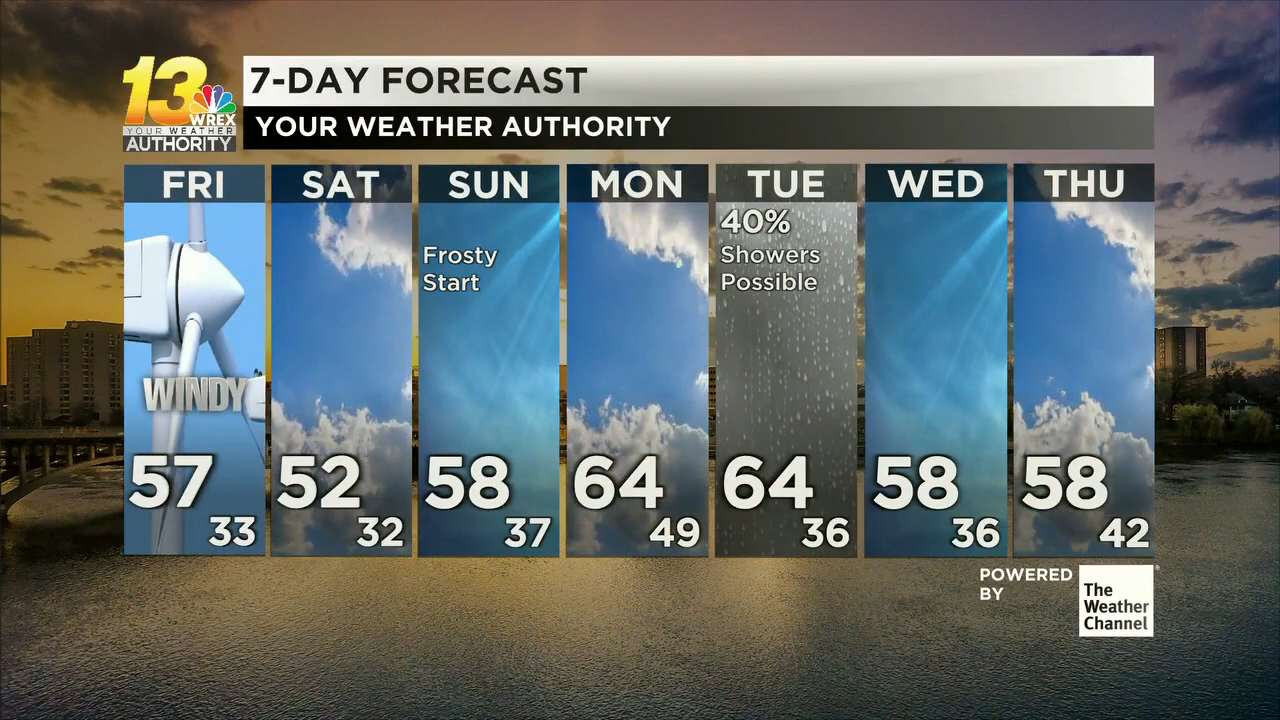 13
WREX
YOUR WEATHER
AUTHORITY
7-DAY FORECAST
YOUR WEATHER AUTHORITY
FRI
WINDY
57
33
SAT
52
32
SUN
Frosty
Start
58
37
MON
64
49
TUE
40%
Showers
Possible
64
36
WED
58
36
THU
58
42
POWERED
BY
The
Weather
Channel